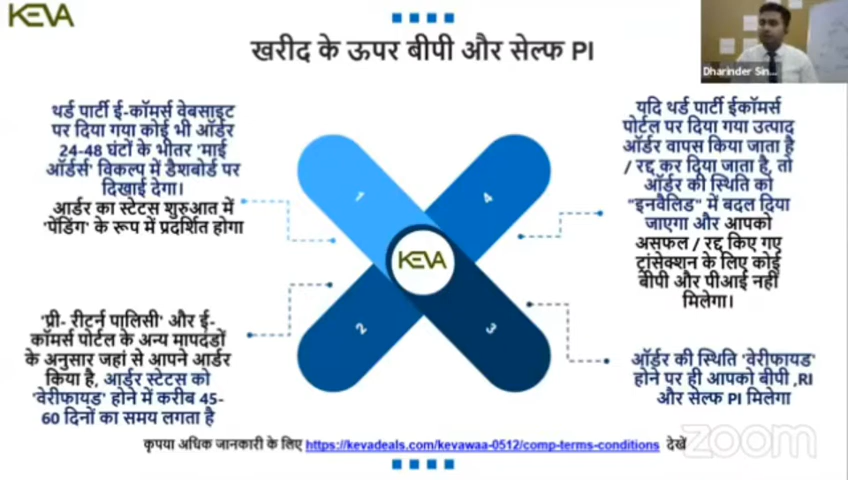 KEVA
खरीद के ऊपर बीपी और सेल्फ PI
Dharinder Sin...
थर्ड पार्टी ई-कॉमर्स वेबसाइट
पर दिया गया कोई भी ऑर्डर
24-48 घंटों के भीतर 'माई
ऑर्डर्स' विकल्प में डैशबोर्ड पर
दिखाई देगा।
आर्डर का स्टेटस शुरुआत में
'पेंडिंग' के रूप में प्रदर्शित होगा
1
'प्री- रीटर्न पालिसी' और ई-
कॉमर्स पोर्टल के अन्य मापदंडों
के अनुसार जहां से आपने आर्डर
किया है, आर्डर स्टेटस को
'वेरीफायड' होने में करीब 45-
60 दिनों का समय लगता है
2
KEVA
3
ऑर्डर की स्थिति 'वेरीफायड'
होने पर ही आपको बीपी ,RI
और सेल्फ PI मिलेगा
4
यदि थर्ड पार्टी ईकॉमर्स
पोर्टल पर दिया गया उत्पाद
ऑर्डर वापस किया जाता है
/ रद्द कर दिया जाता है, तो
ऑर्डर की स्थिति को
"इनवैलिड" में बदल दिया
जाएगा और आपको
असफल / रद्द किए गए
ट्रांसेक्शन के लिए कोई
बीपी और पीआई नहीं
मिलेगा।
कृपया अधिक जानकारी के लिए https://kevadeals.com/kevawaa-0512/comp-terms-conditions देखें
zoom